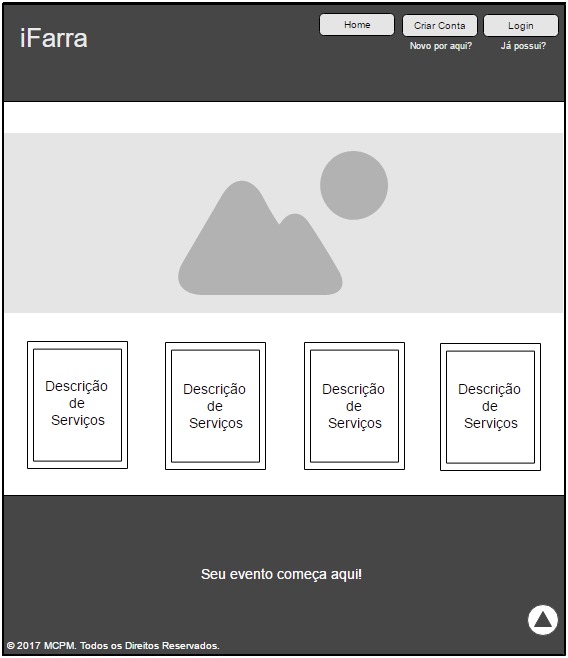 iFarra
Home
Criar Conta
Login
Novo por aqui?
Já possui?
Descrição
de
Serviços
Descrição
de
Serviços
Descrição
de
Serviços
Descrição
de
Serviços
Seu evento começa aqui!
© 2017 MCPM. Todos os Direitos Reservados.